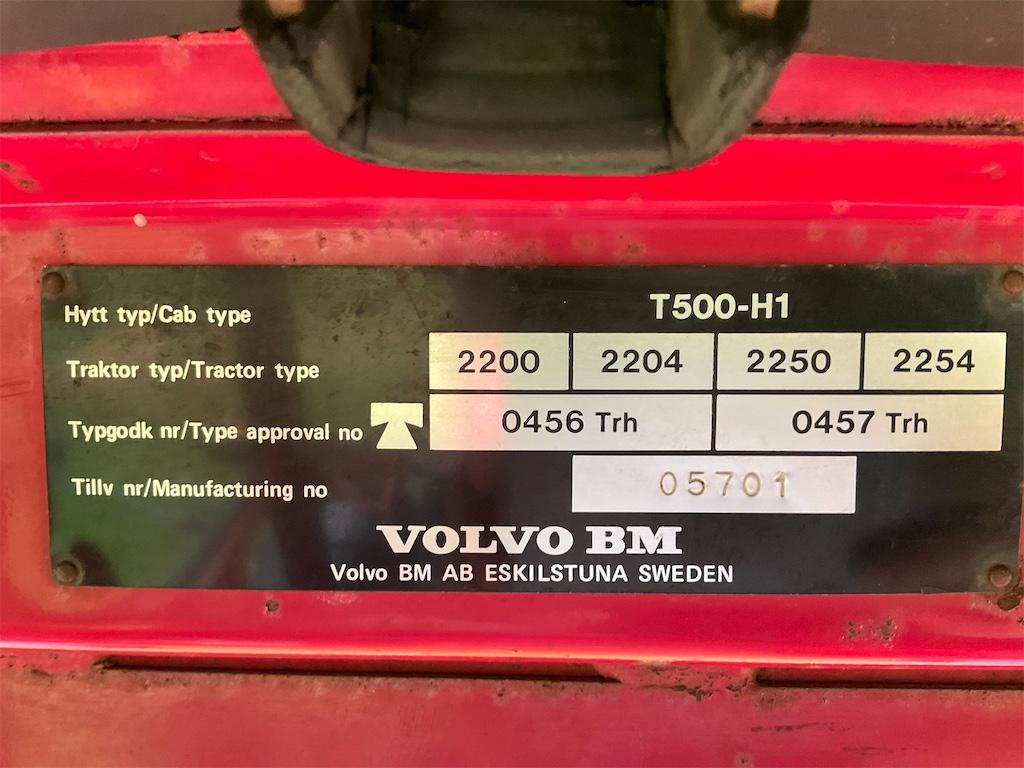 Hytt typ/Cab type T500-H1
Traktor typ/Tractor type 2200 2204 2250 2254
Typgodk nr/Type approval no 0456 Trh 0457 Trh
Tillv nr/Manufacturing no 05701
VOLVO BM
Volvo BM AB ESKILSTUNA SWEDEN